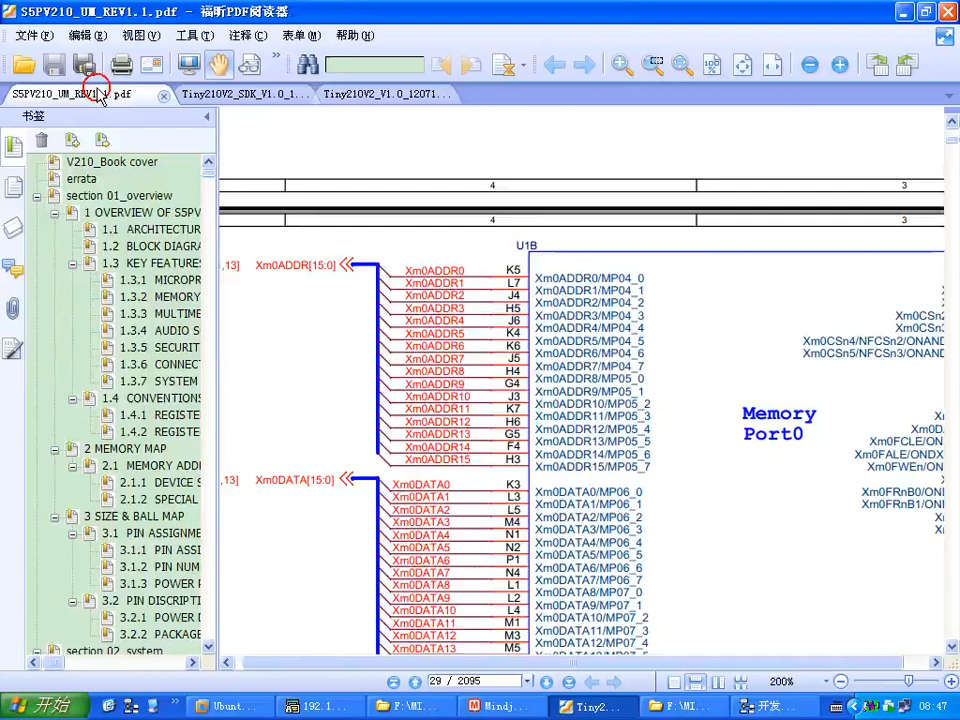 S5PV210_UM_REV1.1.pdf - 福昕PDF阅读器
文件(F) 编辑(E) 视图(V) 工具(T) 注释(C) 表单(M) 帮助(H)
S5PV210_UM_REV1.1.pdf Tiny210V2_SDK_V1.0_1... Tiny210V2_V1.0_12071...
书签
V210_Book cover
errata
section 01_overview
1 OVERVIEW OF S5PV
1.1 ARCHITECTUR
1.2 BLOCK DIAGRA
1.3 KEY FEATURES
1.3.1 MICROPR
1.3.2 MEMORY
1.3.3 MULTIME
1.3.4 AUDIO S
1.3.5 SECURIT
1.3.6 CONNEC
1.3.7 SYSTEM
1.4 CONVENTIONS
1.4.1 REGISTE
1.4.2 REGISTE
2 MEMORY MAP
2.1 MEMORY ADD
2.1.1 DEVICE S
2.1.2 SPECIAL
3 SIZE & BALL MAP
3.1 PIN ASSIGNME
3.1.1 PIN ASSI
3.1.2 PIN NUM
3.1.3 POWER P
3.2 PIN DISCRIPTI
3.2.1 POWER D
3.2.2 PACKAGE
section 02_system
4 3
4 3
U1B
,13] Xm0ADDR[15:0]
Xm0ADDR0 K5 Xm0ADDR0/MP04_0
Xm0ADDR1 L7 Xm0ADDR1/MP04_1
Xm0ADDR2 J4 Xm0ADDR2/MP04_2
Xm0ADDR3 H5 Xm0ADDR3/MP04_3
Xm0ADDR4 J6 Xm0ADDR4/MP04_4
Xm0ADDR5 K4 Xm0ADDR5/MP04_5
Xm0ADDR6 K6 Xm0ADDR6/MP04_6
Xm0ADDR7 J5 Xm0ADDR7/MP04_7
Xm0ADDR8 H4 Xm0ADDR8/MP05_0
Xm0ADDR9 G4 Xm0ADDR9/MP05_1
Xm0ADDR10 J3 Xm0ADDR10/MP05_2
Xm0ADDR11 K7 Xm0ADDR11/MP05_3
Xm0ADDR12 H6 Xm0ADDR12/MP05_4
Xm0ADDR13 G5 Xm0ADDR13/MP05_5
Xm0ADDR14 F4 Xm0ADDR14/MP05_6
Xm0ADDR15 H3 Xm0ADDR15/MP05_7
Xm0CSn2
Xm0CSn3
Xm0CSn4/NFCSn2/ONAND
Xm0CSn5/NFCSn3/ONAND
Memory
Port0
Xm0FCLE/ON
Xm0FALE/ONDX
Xm0FWEn/ON
Xm0FRnB0/ON
Xm0FRnB1/ON
,13] Xm0DATA[15:0]
Xm0DATA0 K3 Xm0DATA0/MP06_0
Xm0DATA1 L3 Xm0DATA1/MP06_1
Xm0DATA2 L5 Xm0DATA2/MP06_2
Xm0DATA3 M4 Xm0DATA3/MP06_3
Xm0DATA4 N1 Xm0DATA4/MP06_4
Xm0DATA5 N2 Xm0DATA5/MP06_5
Xm0DATA6 P1 Xm0DATA6/MP06_6
Xm0DATA7 N4 Xm0DATA7/MP06_7
Xm0DATA8 L1 Xm0DATA8/MP07_0
Xm0DATA9 L2 Xm0DATA9/MP07_1
Xm0DATA10 L4 Xm0DATA10/MP07_2
Xm0DATA11 M1 Xm0DATA11/MP07_3
Xm0DATA12 M3 Xm0DATA12/MP07_4
Xm0DATA13 M5 Xm0DATA13/MP07_5
29 / 2095 200%
开始 Ubunt... 192.1... F:\MI... Mindj... Tiny2... F:\MI... 开发... 08:47